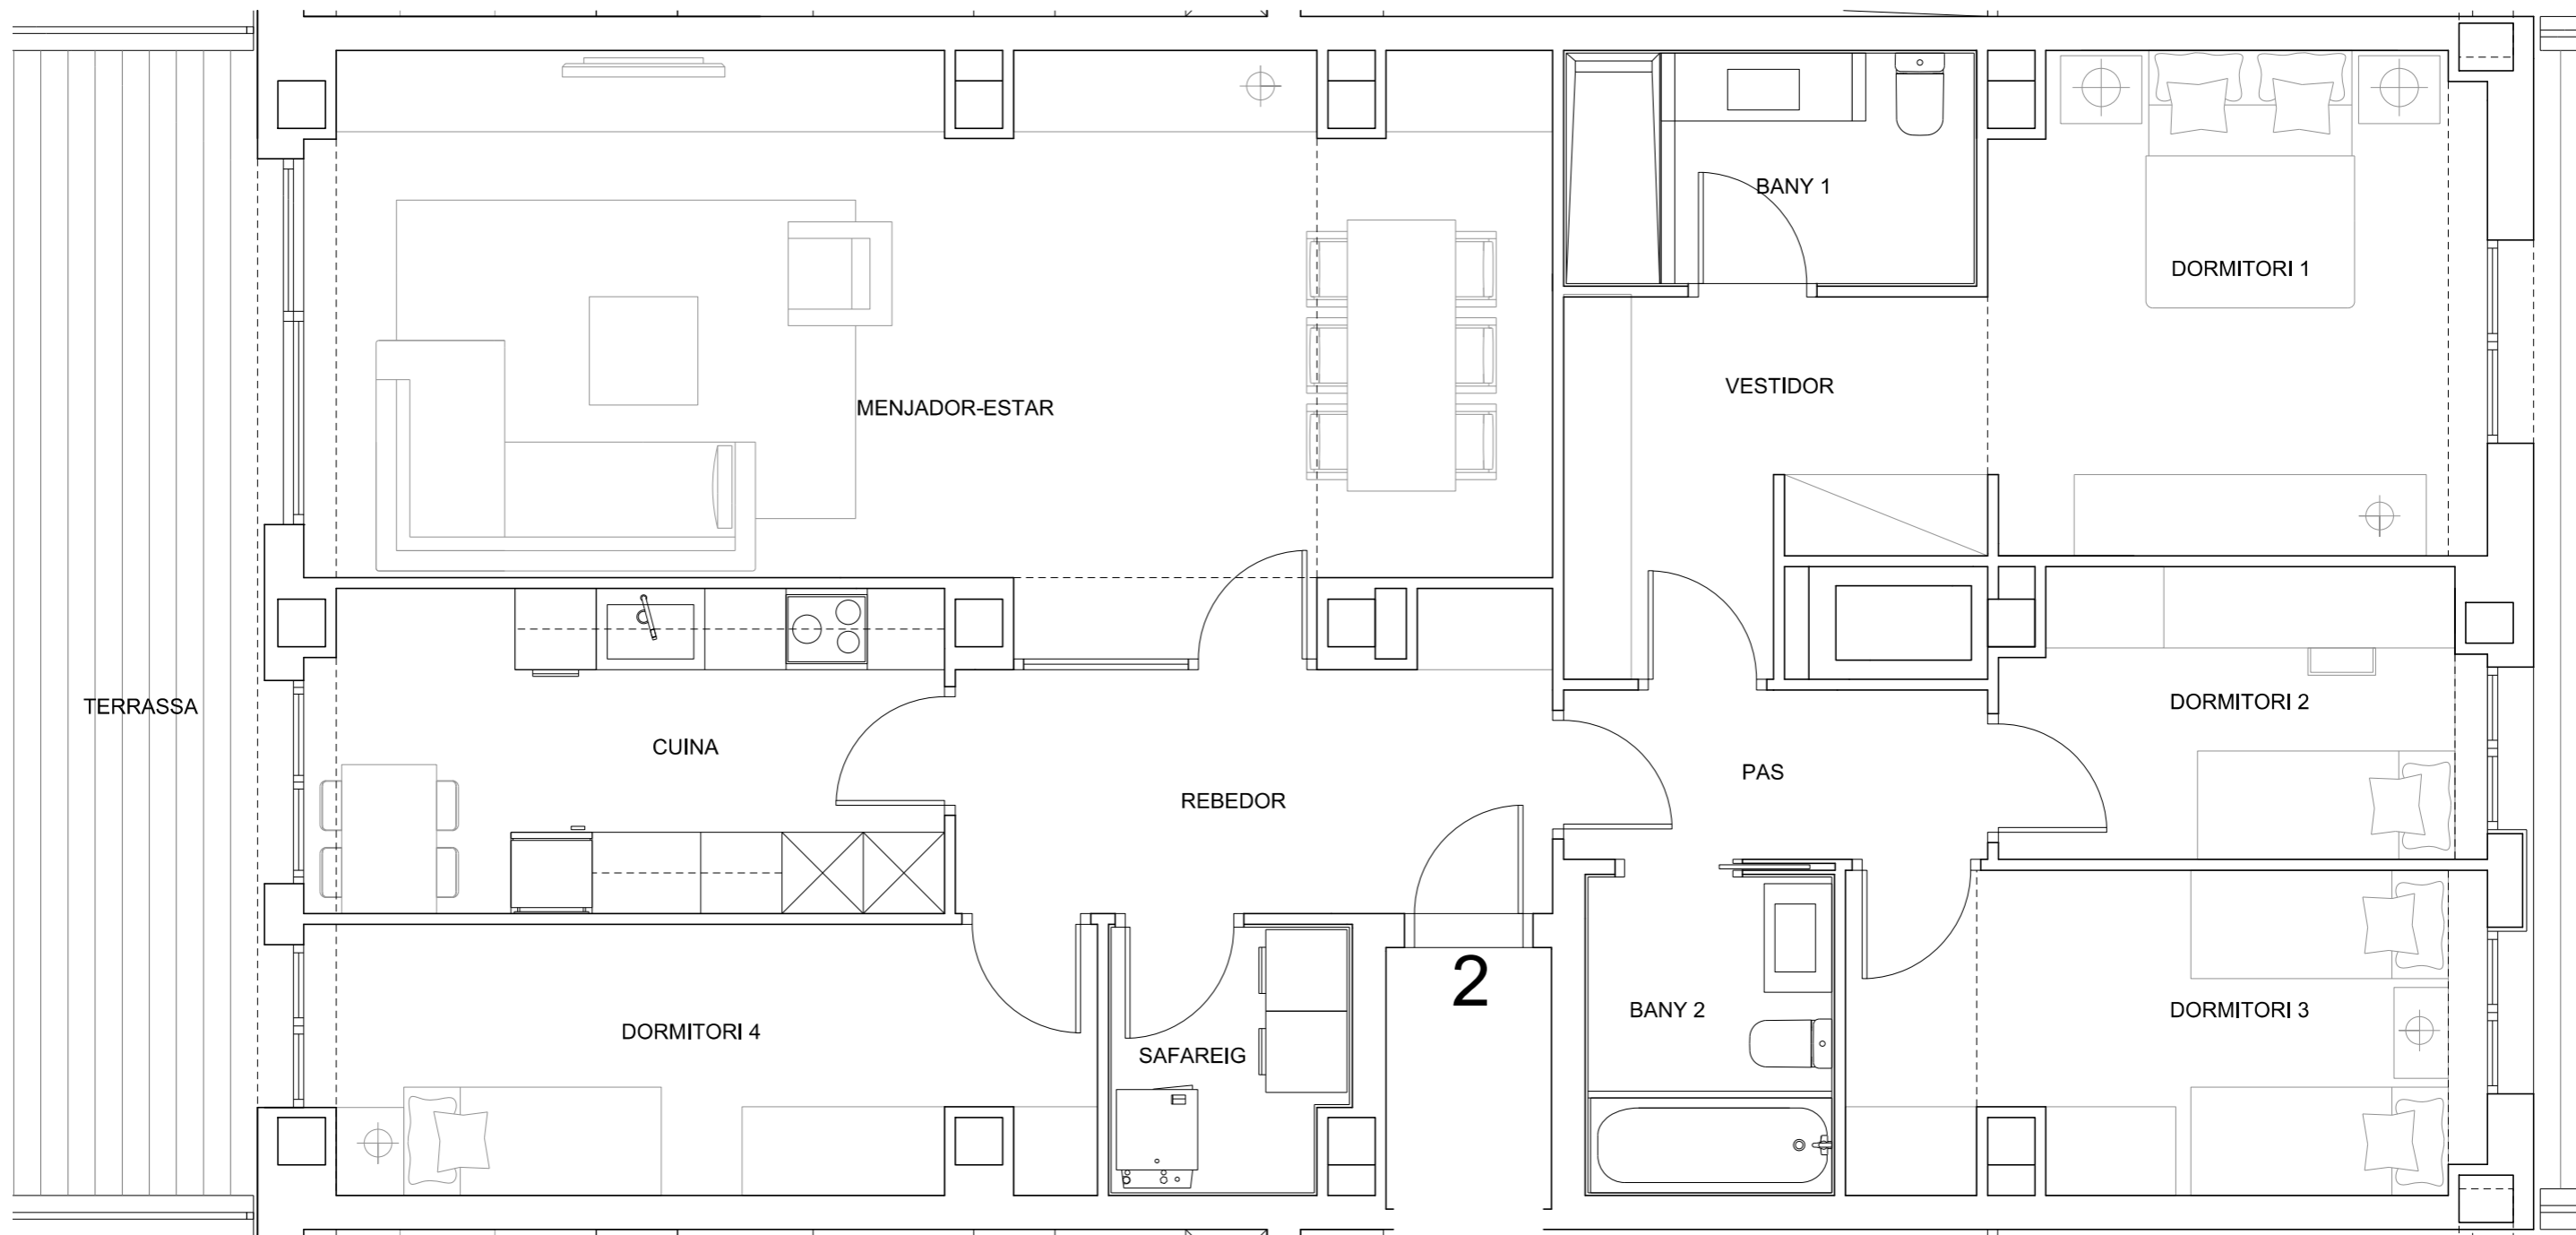 BANY 1
DORMITORI 1
VESTIDOR
MENJADOR-ESTAR
TERRASSA
DORMITORI 2
CUINA
PAS
REBEDOR
2
BANY 2
DORMITORI 3
DORMITORI 4
SAFAREIG